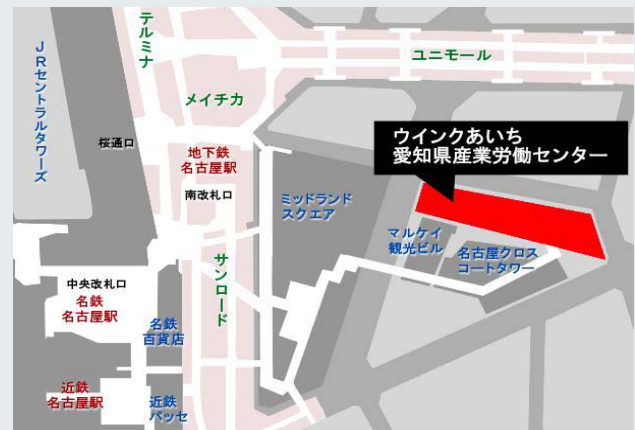 テルミナ
ユニモール
JRセントラルタワーズ
メイチカ
桜通口
地下鉄
名古屋駅
南改札口
ウインクあいち
愛知県産業労働センター
ミッドランド
スクエア
マルケイ
観光ビル
名古屋クロス
コートタワー
サンロード
中央改札口
名鉄
名古屋駅
名鉄
百貨店
近鉄
名古屋駅
近鉄
パッセ